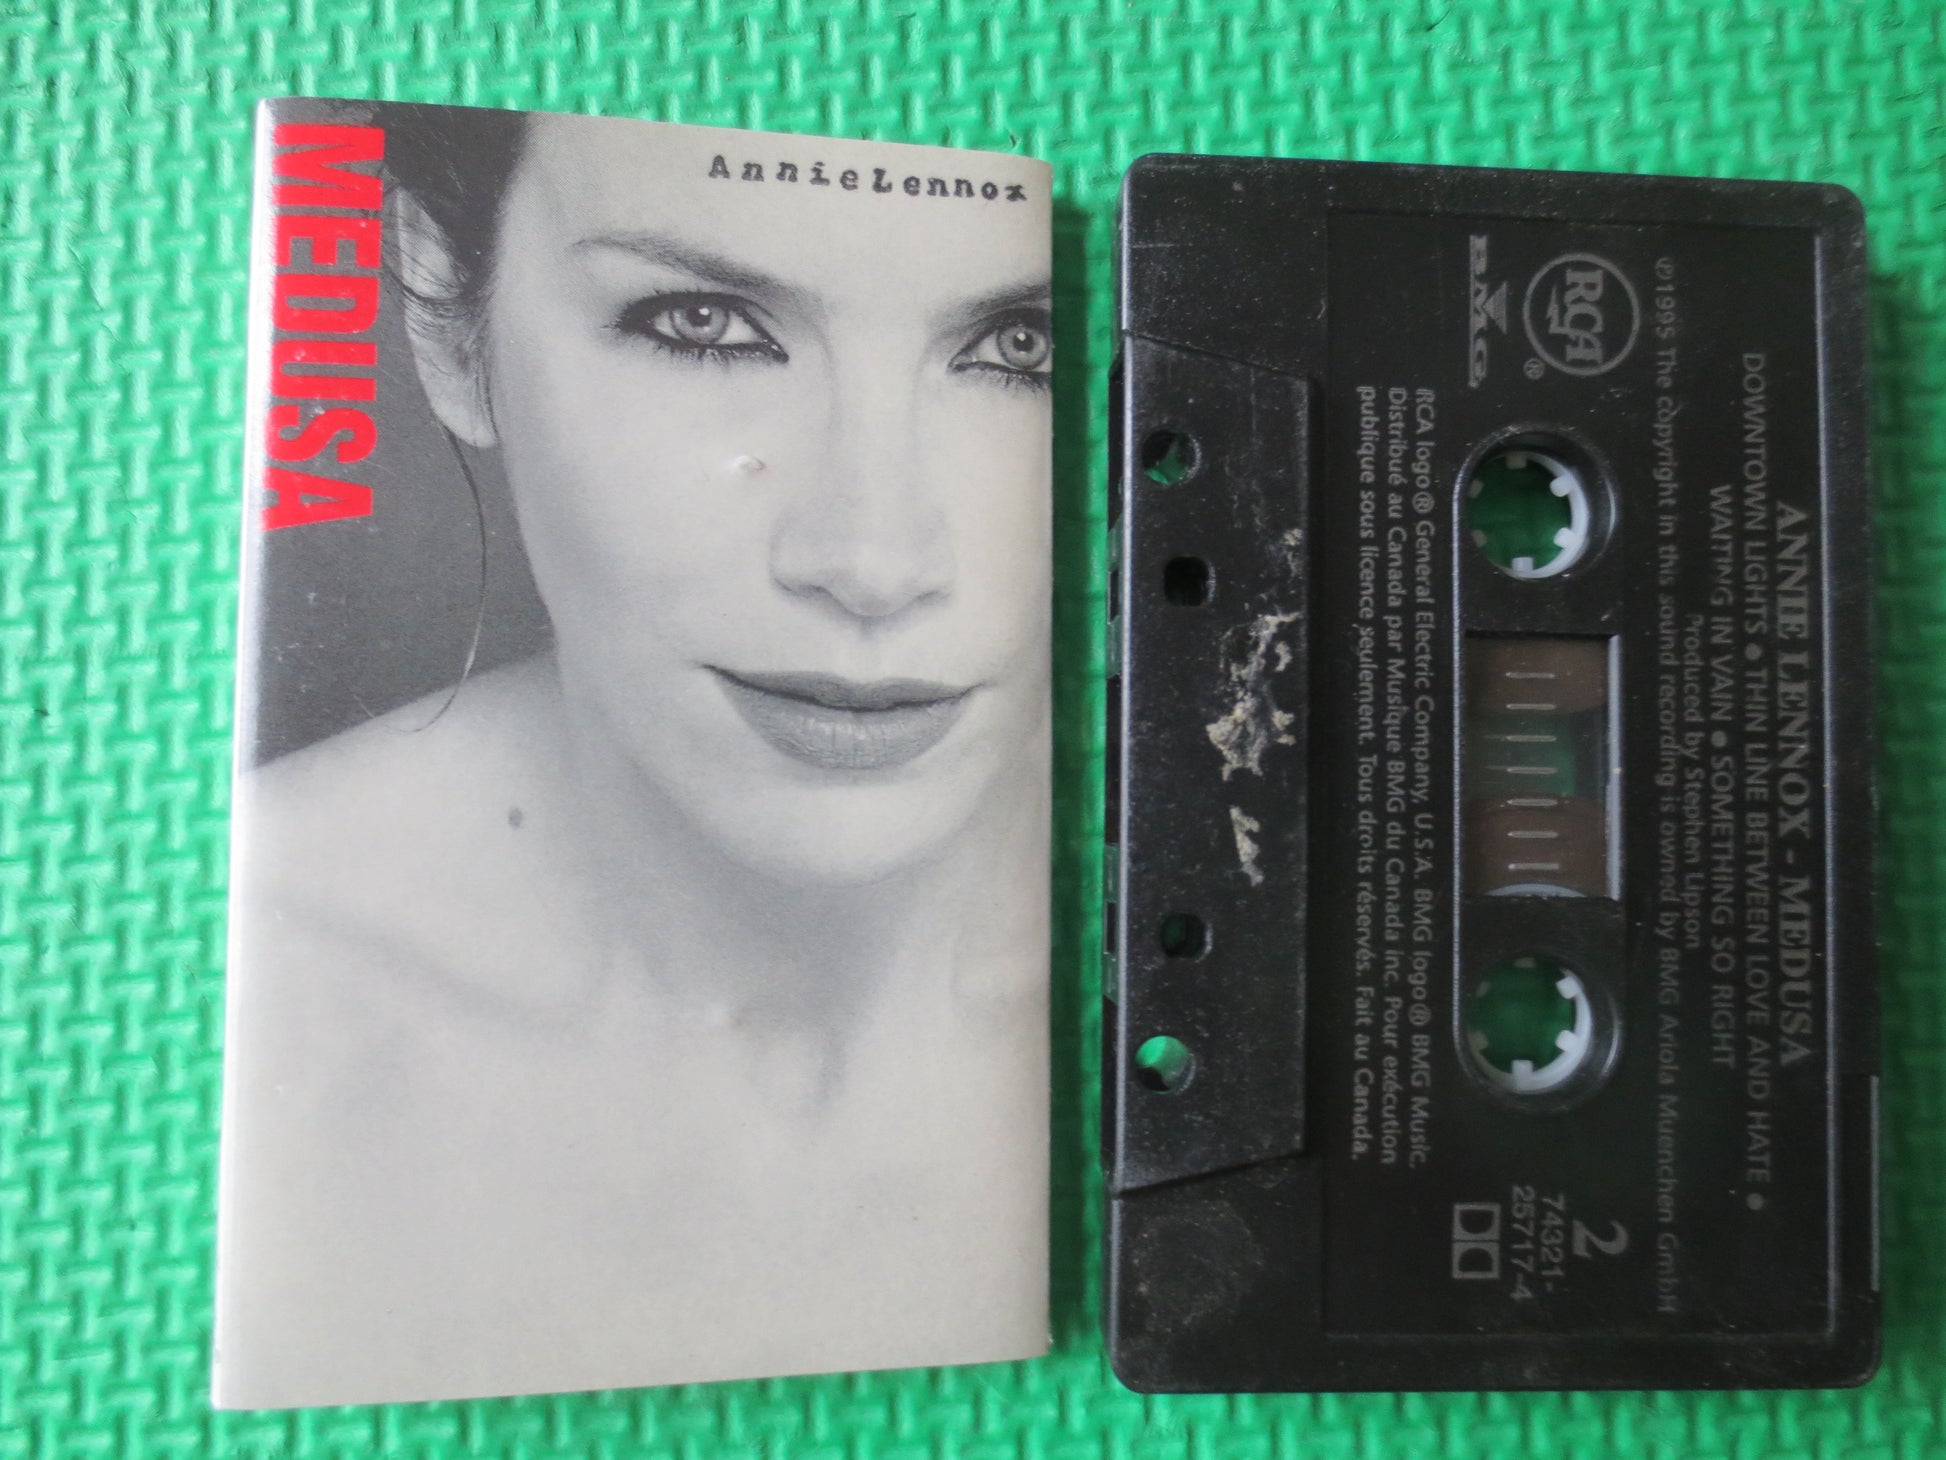 MEDUSA
Annie Lennox
ANNIE LENNOX - MEDUSA
DOWNTOWN LIGHTS • THIN LINE BETWEEN LOVE AND HATE •
WAITING IN VAIN • SOMETHING SO RIGHT
Produced by Stephen Lipson
℗1995 The copyright in this sound recording is owned by BMG Ariola Muenchen GmbH
RCA ®
BMG
2
74321-
25717-4
RCA logo® General Electric Company, U.S.A. BMG logo® BMG Music.
Distribué au Canada par Musique BMG du Canada Inc. Pour exécution
publique sous licence seulement. Tous droits réservés. Fait au Canada.